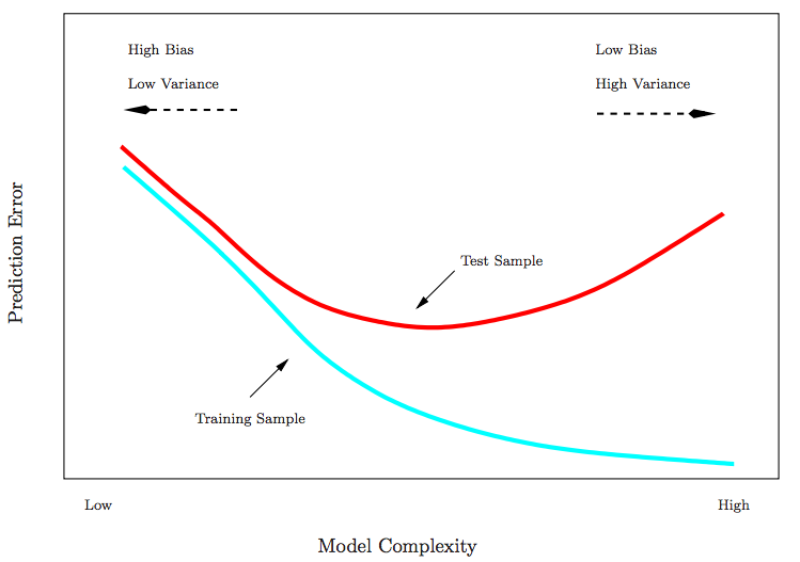 High Bias
Low Variance
Low Bias
High Variance
Prediction Error
Test Sample
Training Sample
Low
High
Model Complexity